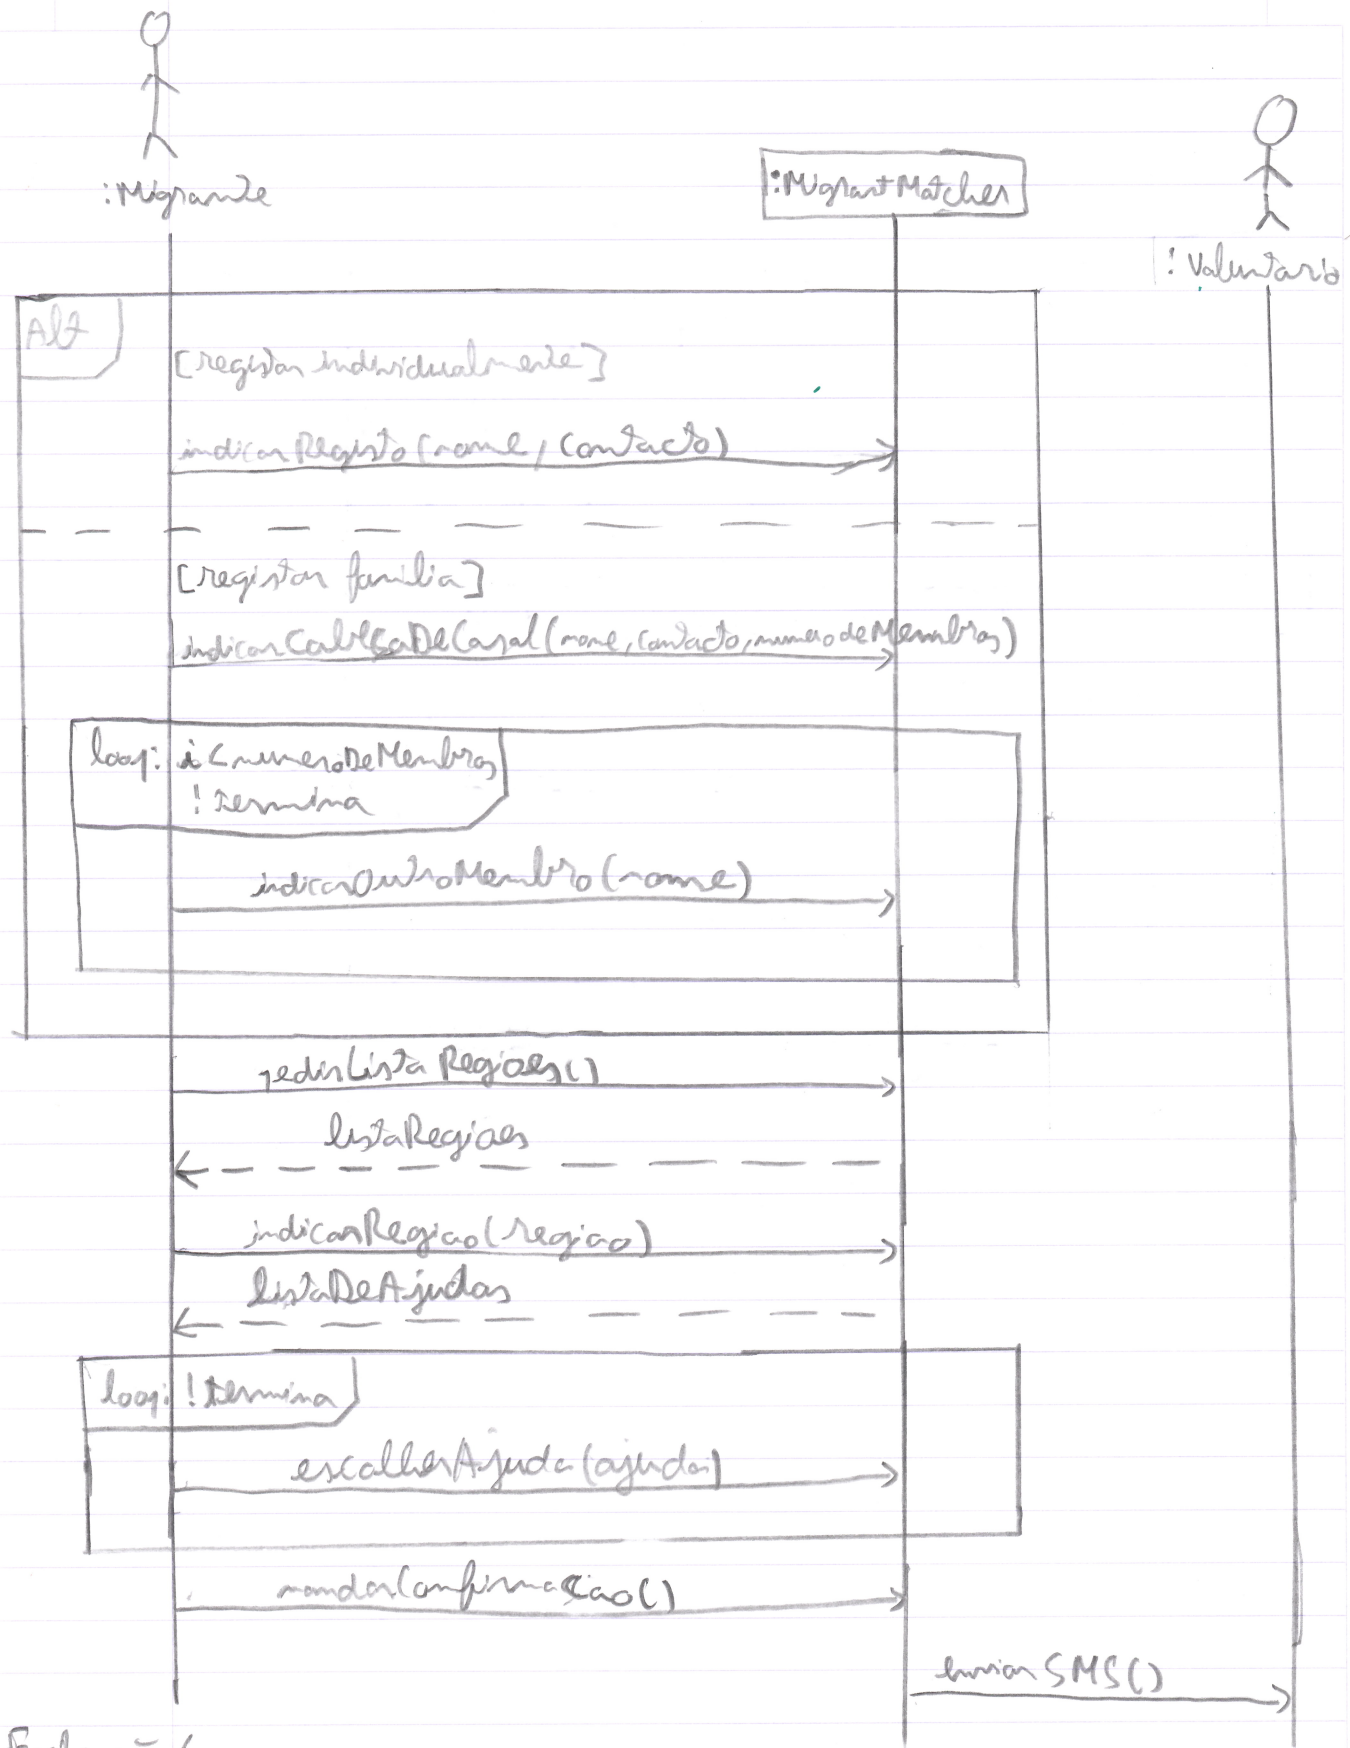 :Migrante
:MigrantMatcher
:Voluntario
Alt
[registar individualmente]
indicarRegisto(nome, contacto)
[registar familia]
indicarCabeçaDeCasal(nome, contacto, numerodeMembros)
loop: i<numeroDeMembros
!termina
indicarOutroMembro(nome)
pedirListaRegioes()
listaRegioes
indicarRegiao(regiao)
listaDeAjudas
loop: !termina
escolherAjuda(ajuda)
mandarConfirmacao()
enviarSMS()